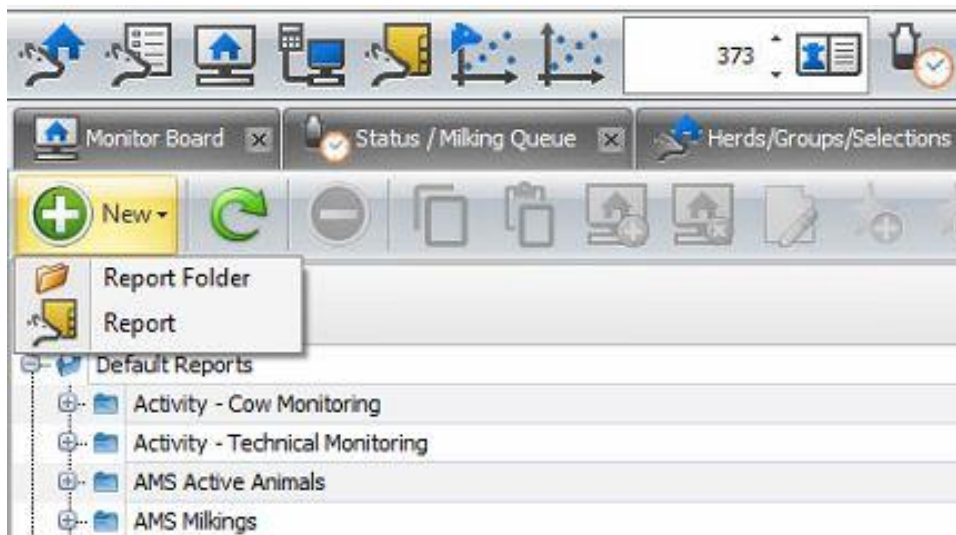 373
Monitor Board Status / Milking Queue Herds/Groups/Selections
New
Report Folder
Report
Default Reports
Activity - Cow Monitoring
Activity - Technical Monitoring
AMS Active Animals
AMS Milkings